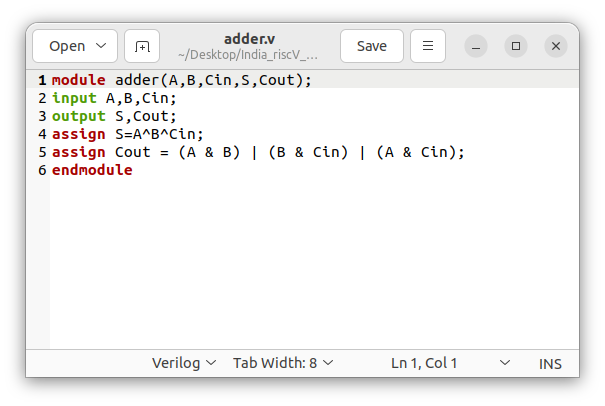 Open
adder.v
~/Desktop/India_riscV_...
Save
1 module adder(A,B,Cin,S,Cout);
2 input A,B,Cin;
3 output S,Cout;
4 assign S=A^B^Cin;
5 assign Cout = (A & B) | (B & Cin) | (A & Cin);
6 endmodule
Verilog Tab Width: 8 Ln 1, Col 1 INS